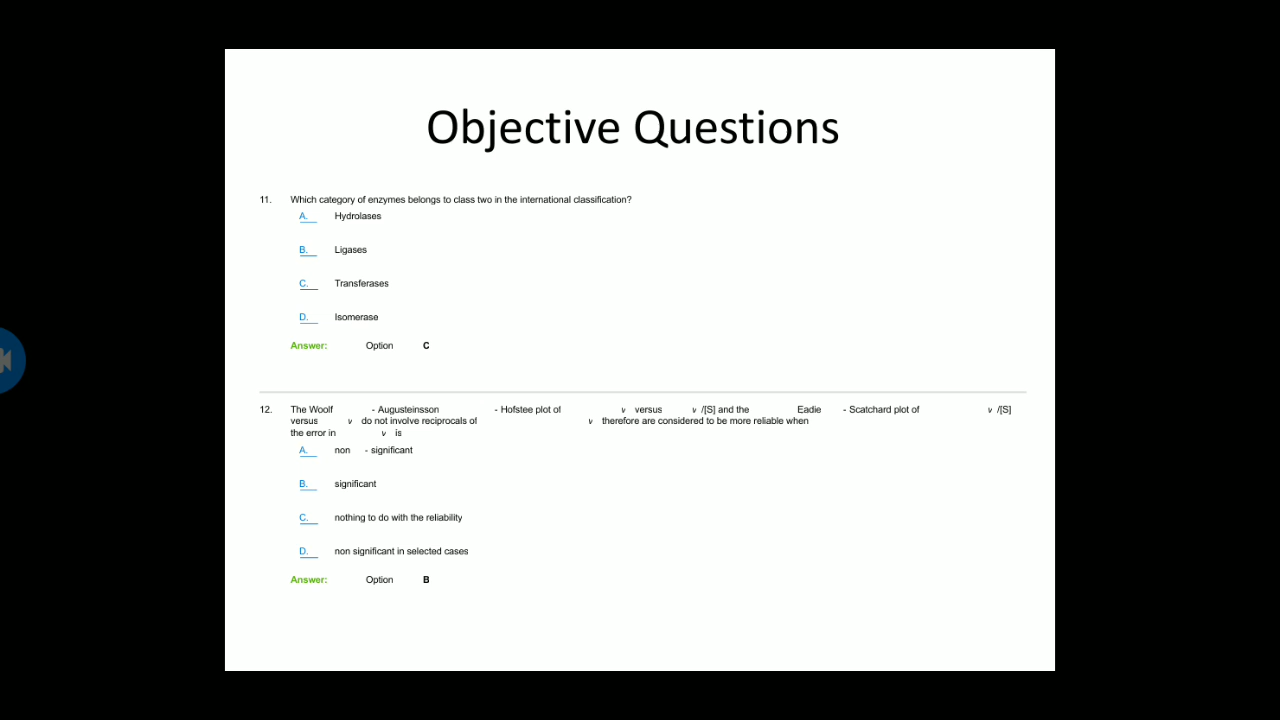 Objective Questions
11. Which category of enzymes belongs to class two in the international classification?
A. Hydrolases
B. Ligases
C. Transferases
D. Isomerase
Answer: Option C
12. The Woolf - Augusteinsson - Hofstee plot of v versus v /[S] and the Eadie - Scatchard plot of v /[S]
versus v do not involve reciprocals of v therefore are considered to be more reliable when
the error in v is
A. non - significant
B. significant
C. nothing to do with the reliability
D. non significant in selected cases
Answer: Option B